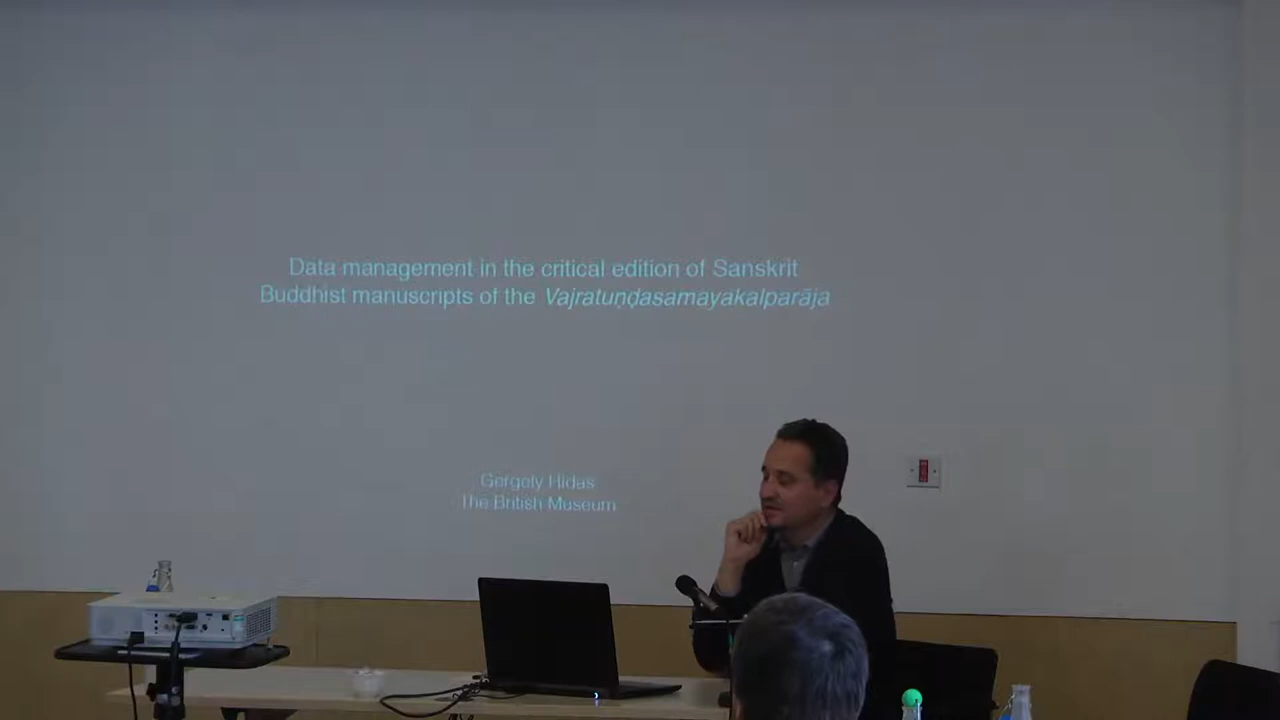 Data management in the critical edition of Sanskrit
Buddhist manuscripts of the Vajratuṇḍasamayakalparāja
Gergely Hidas
The British Museum